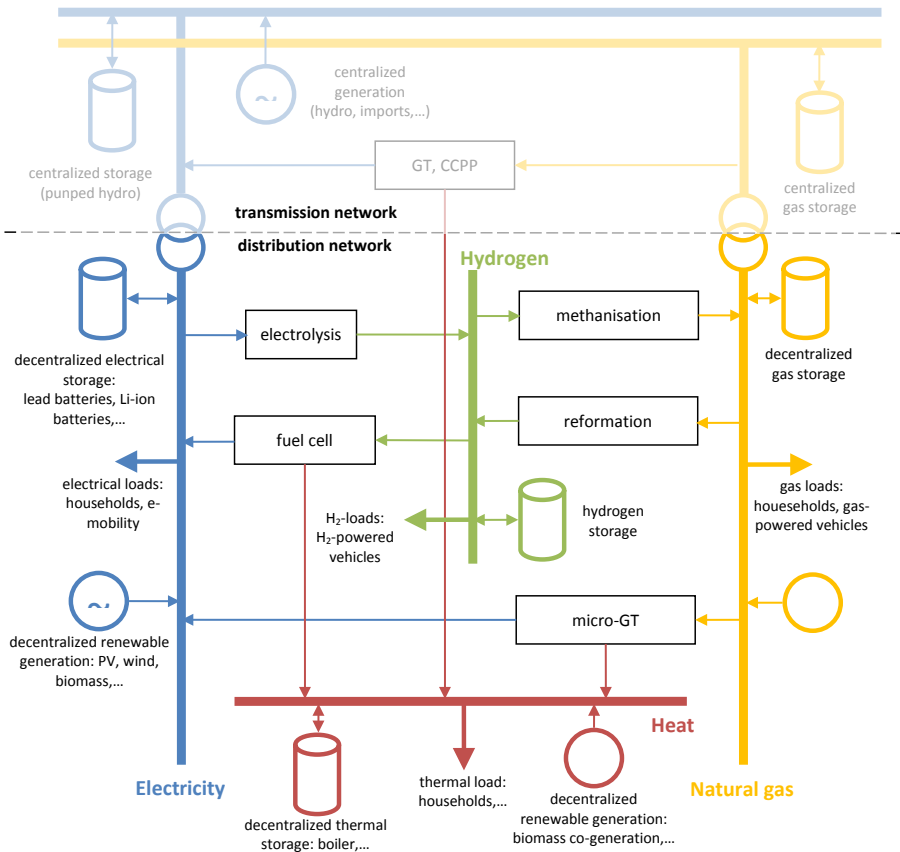 centralized
generation
(hydro, imports,...)
GT, CCPP
centralized storage
(punped hydro)
centralized
gas storage
transmission network
distribution network
Hydrogen
electrolysis
methanisation
decentralized electrical
storage:
lead batteries, Li-ion
batteries,...
decentralized
gas storage
fuel cell
reformation
electrical loads:
households, e-
mobility
gas loads:
houeseholds, gas-
powered vehicles
H₂-loads:
H₂-powered
vehicles
hydrogen
storage
~
decentralized renewable
generation: PV, wind,
biomass,...
micro-GT
Heat
Electricity
Natural gas
decentralized thermal
storage: boiler,...
thermal load:
households,...
decentralized
renewable generation:
biomass co-generation,...